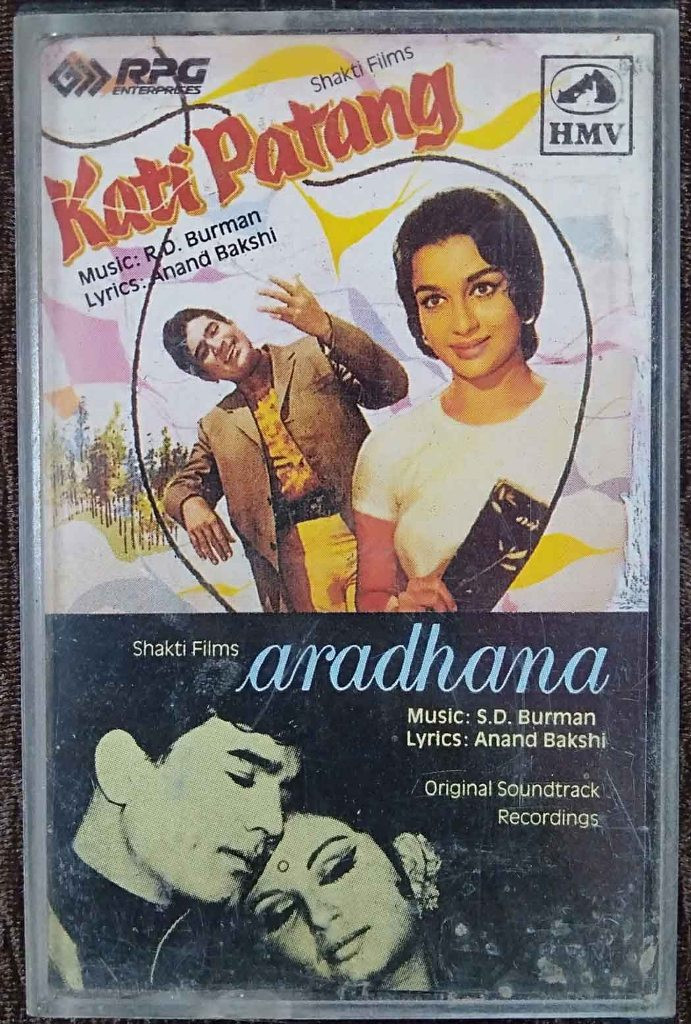 RPG
ENTERPRISES
Shakti Films
HMV
Kati Patang
Music: R.D. Burman
Lyrics: Anand Bakshi
Shakti Films
aradhana
Music: S.D. Burman
Lyrics: Anand Bakshi
Original Soundtrack
Recordings